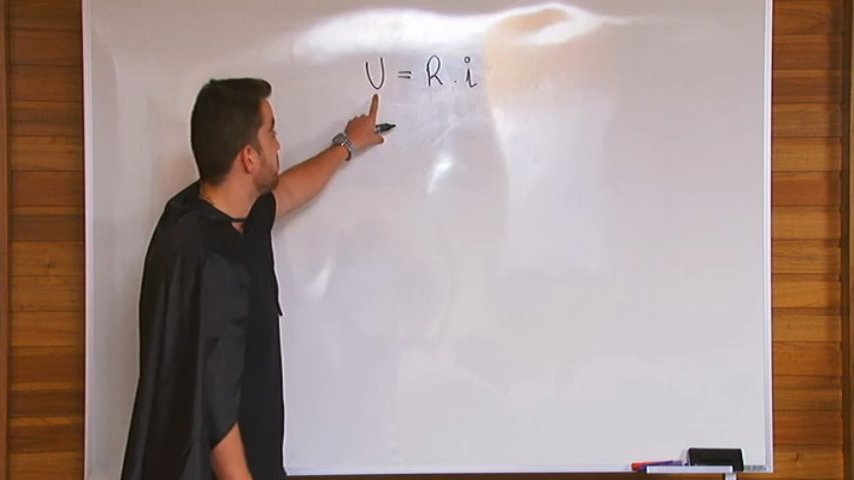 U = R . i